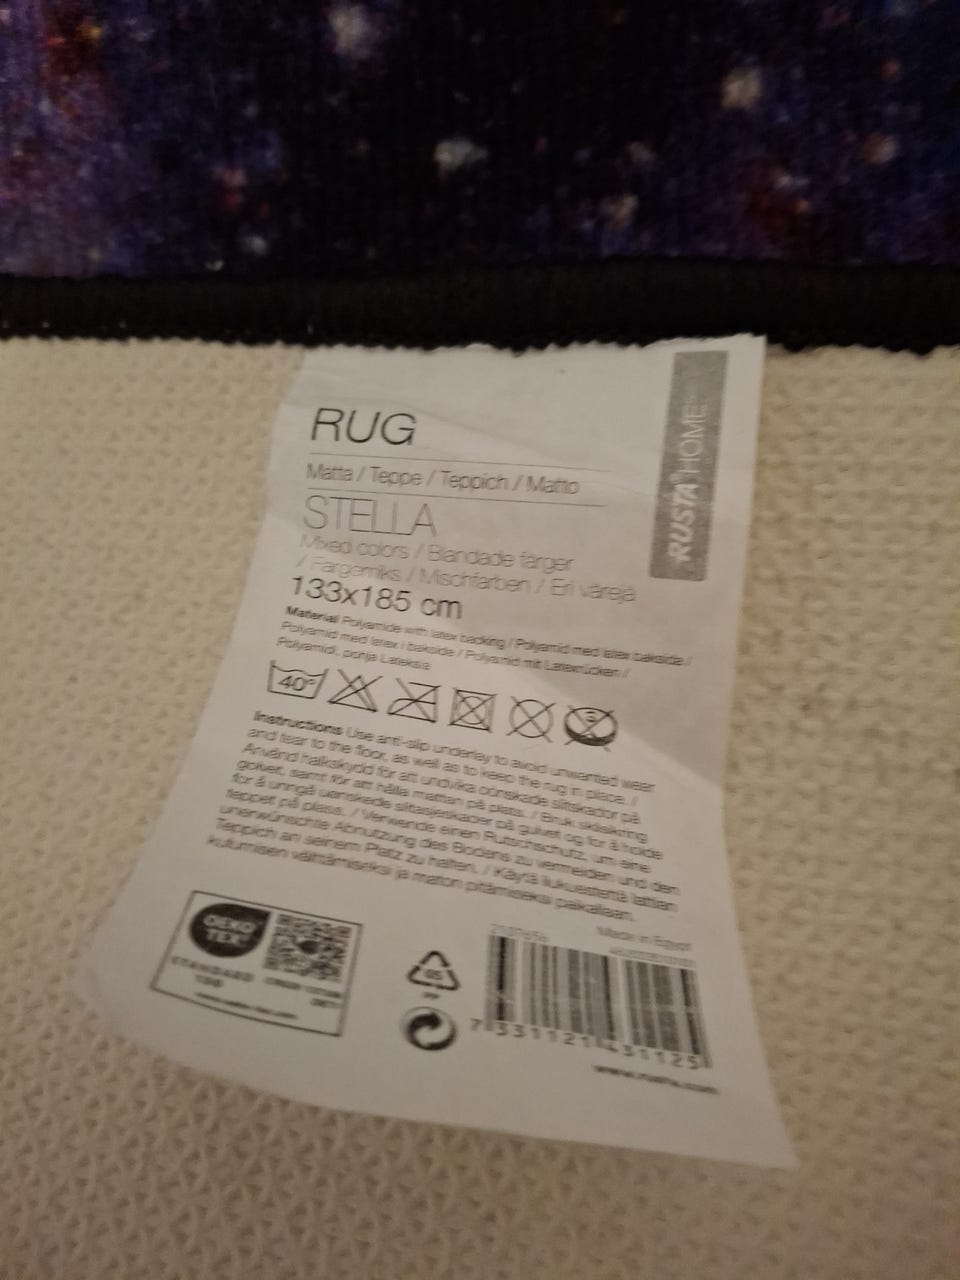 RUG
RUSTA HOME
Matta / Teppe / Teppich / Matto
STELLA
Mixed colors / Blandade färger
/ Fargemiks / Mischfarben / Eri värejä
133x185 cm
Material Polyamide with latex backing / Polyamid med latex baksida /
Polyamid med latex i bakside / Polyamid mit Latexrücken /
Polyamidi, pohja Lateksia
40°
S
Instructions Use anti-slip underlay to avoid unwanted wear
and tear to the floor, as well as to keep the rug in place. /
Använd halkskydd för att undvika oönskade slitskador på
golvet, samt för att hålla mattan på plats. / Bruk sklisikring
for å unngå uønskede slitasjeskader på gulvet og for å holde
teppet på plass. / Verwende einen Rutschschutz, um eine
unerwünschte Abnutzung des Bodens zu vermeiden und den
Teppich an seinem Platz zu halten. / Käytä liukuestettä lattian
kulumisen välttämiseksi ja maton pitämiseksi paikallaan.
Made in Egypt
OEKO
TEX
STANDARD
100
05
PP
7 331121 431125
www.rusta.com